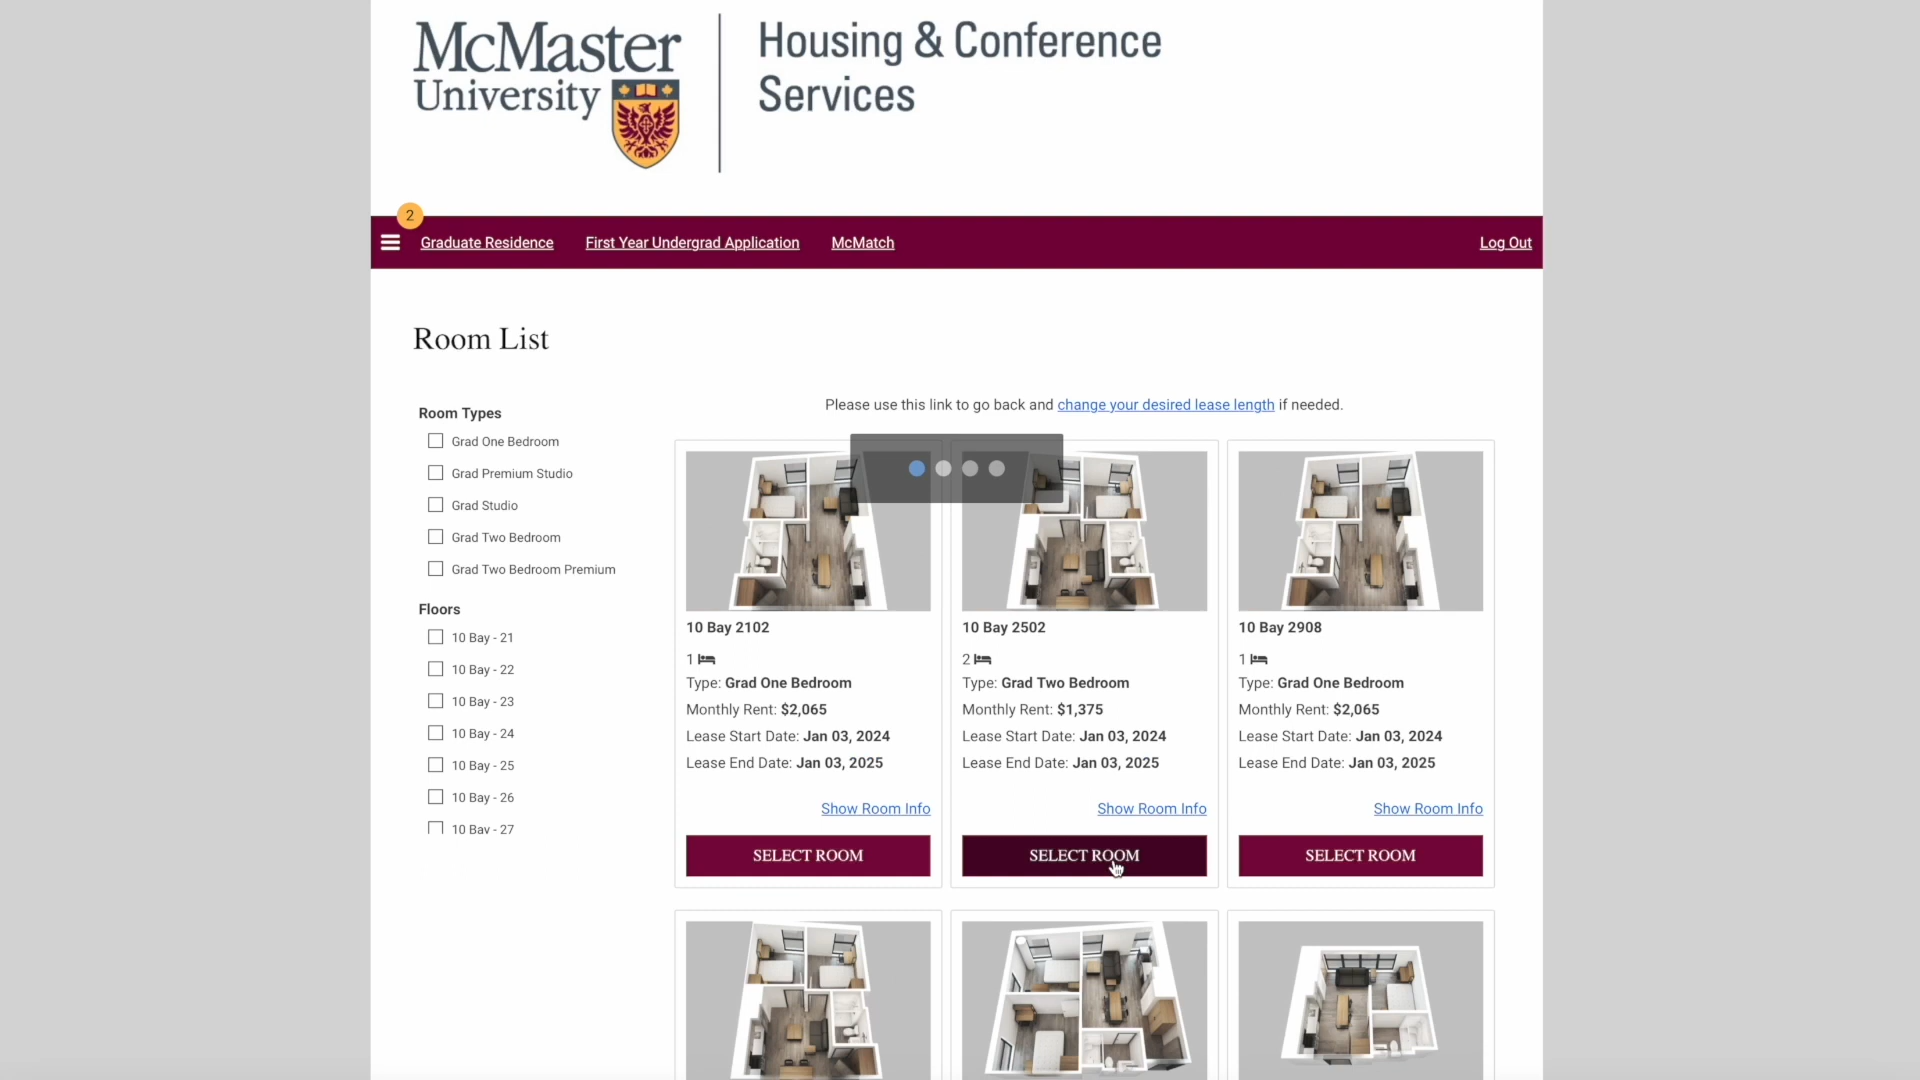 McMaster
University
Housing & Conference
Services
2
Graduate Residence
First Year Undergrad Application
McMatch
Log Out
Room List
Room Types
Grad One Bedroom
Grad Premium Studio
Grad Studio
Grad Two Bedroom
Grad Two Bedroom Premium
Floors
10 Bay - 21
10 Bay - 22
10 Bay - 23
10 Bay - 24
10 Bay - 25
10 Bay - 26
10 Bay - 27
Please use this link to go back and change your desired lease length if needed.
10 Bay 2102
1
Type: Grad One Bedroom
Monthly Rent: $2,065
Lease Start Date: Jan 03, 2024
Lease End Date: Jan 03, 2025
Show Room Info
SELECT ROOM
10 Bay 2502
2
Type: Grad Two Bedroom
Monthly Rent: $1,375
Lease Start Date: Jan 03, 2024
Lease End Date: Jan 03, 2025
Show Room Info
SELECT ROOM
10 Bay 2908
1
Type: Grad One Bedroom
Monthly Rent: $2,065
Lease Start Date: Jan 03, 2024
Lease End Date: Jan 03, 2025
Show Room Info
SELECT ROOM